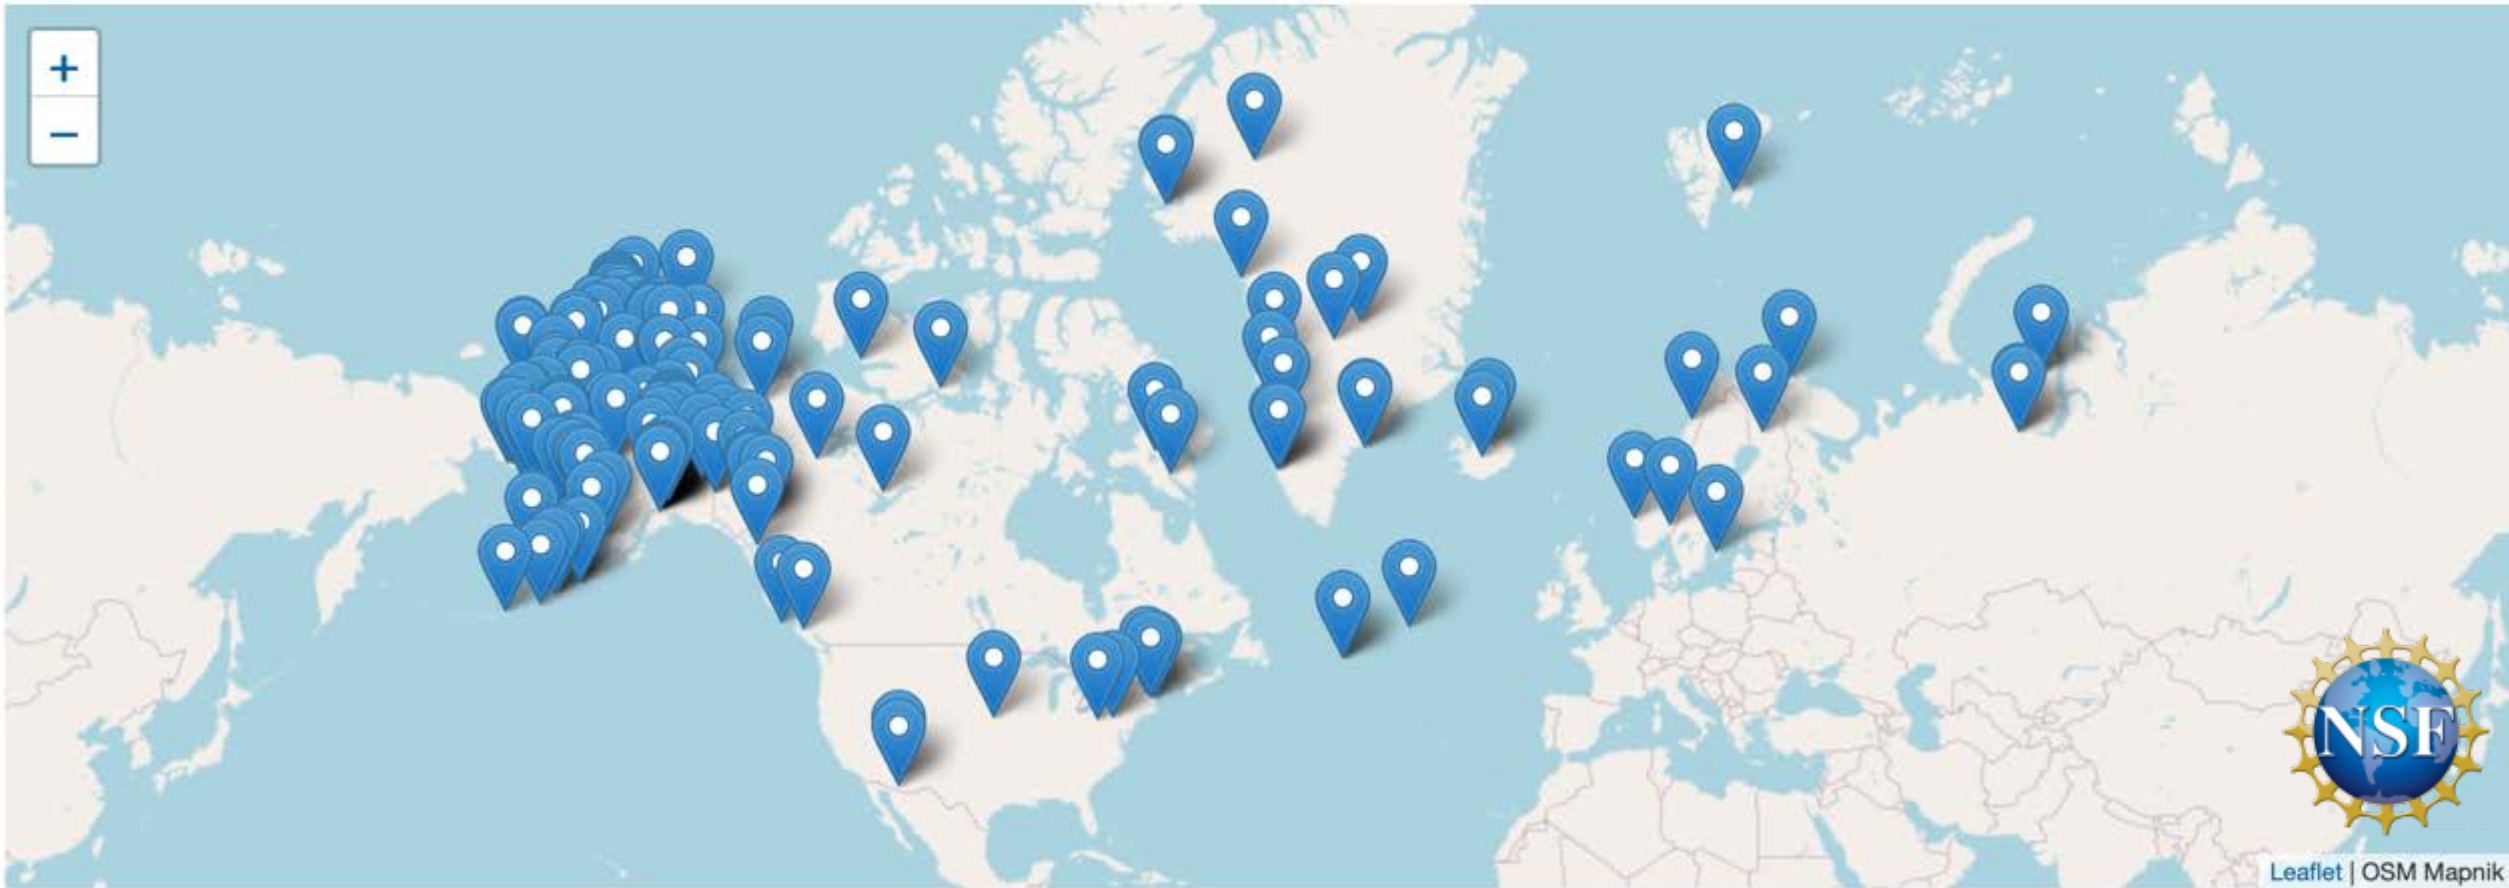 +
−
NSF
Leaflet | OSM Mapnik